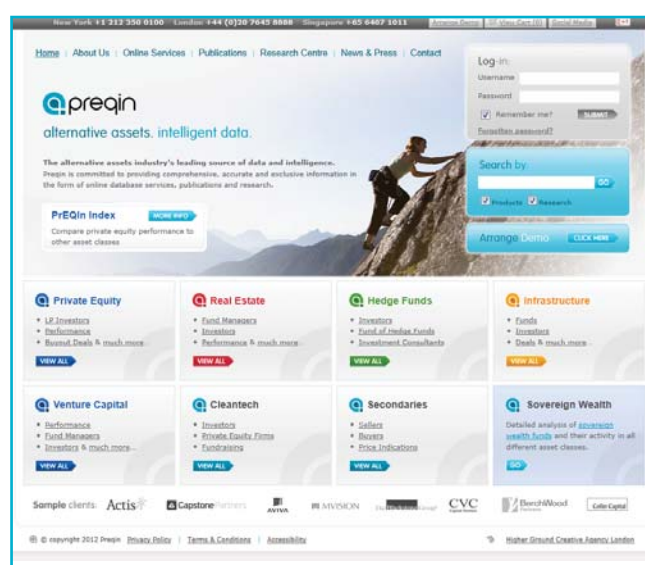 New York +1 212 350 0100 London +44 (0)20 7645 8888 Singapore +65 6407 1011 Arrange Demo View Cart (0) Social Media
Home | About Us | Online Services | Publications | Research Centre | News & Press | Contact
Log-in:
Username
Password
Remember me? SUBMIT
Forgotten password?
preqin
alternative assets. intelligent data.
The alternative assets industry's leading source of data and intelligence.
Preqin is committed to providing comprehensive, accurate and exclusive information in
the form of online database services, publications and research.
Search by:
GO
Products Research
PrEQIn Index MORE INFO
Compare private equity performance to
other asset classes
Arrange Demo CLICK HERE
Private Equity
• LP Investors
• Performance
• Buyout Deals & much more...
VIEW ALL
Real Estate
• Fund Managers
• Investors
• Performance & much more...
VIEW ALL
Hedge Funds
• Investors
• Fund of Hedge Funds
• Investment Consultants
VIEW ALL
Infrastructure
• Funds
• Investors
• Deals & much more...
VIEW ALL
Venture Capital
• Performance
• Fund Managers
• Investors & much more...
VIEW ALL
Cleantech
• Investors
• Private Equity Firms
• Fundraising
VIEW ALL
Secondaries
• Sellers
• Buyers
• Price Indications
VIEW ALL
Sovereign Wealth
Detailed analysis of sovereign
wealth funds and their activity in all
different asset classes.
GO
Sample clients: Actis Capstone Partners AVIVA MVISION CVC BirchWood Coller Capital
© copyright 2012 Preqin Privacy Policy | Terms & Conditions | Accessibility Higher Ground Creative Agency London